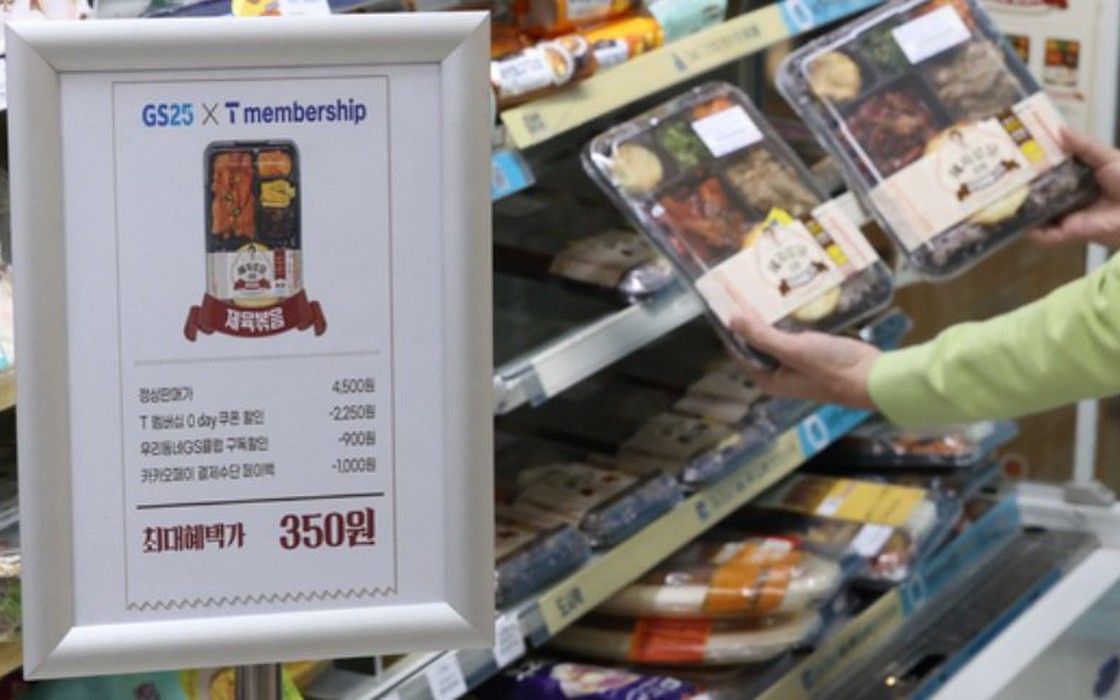 GS25 X T membership
제육볶음
정상판매가 4,500원
T 멤버십 0 day 쿠폰 할인 -2,250원
우리동네GS클럽 구독할인 -900원
카카오페이 결제수단 페이백 -1,000원
최대혜택가 350원